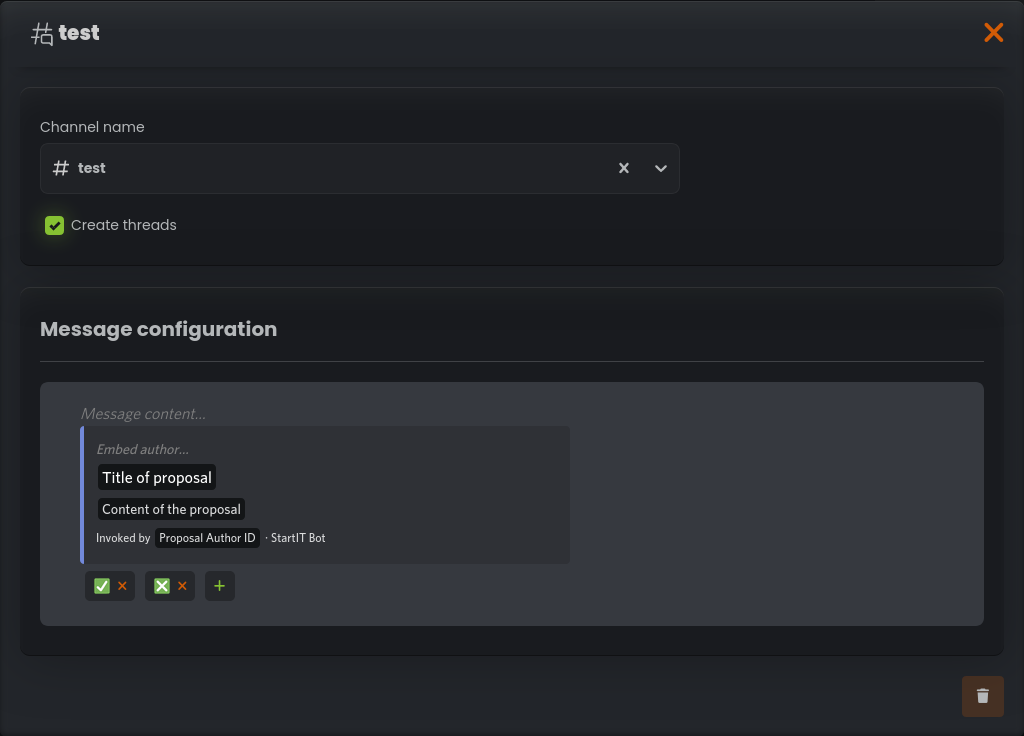 test
Channel name
# test
Create threads
Message configuration
Message content...
Embed author...
Title of proposal
Content of the proposal
Invoked by Proposal Author ID · StartIT Bot